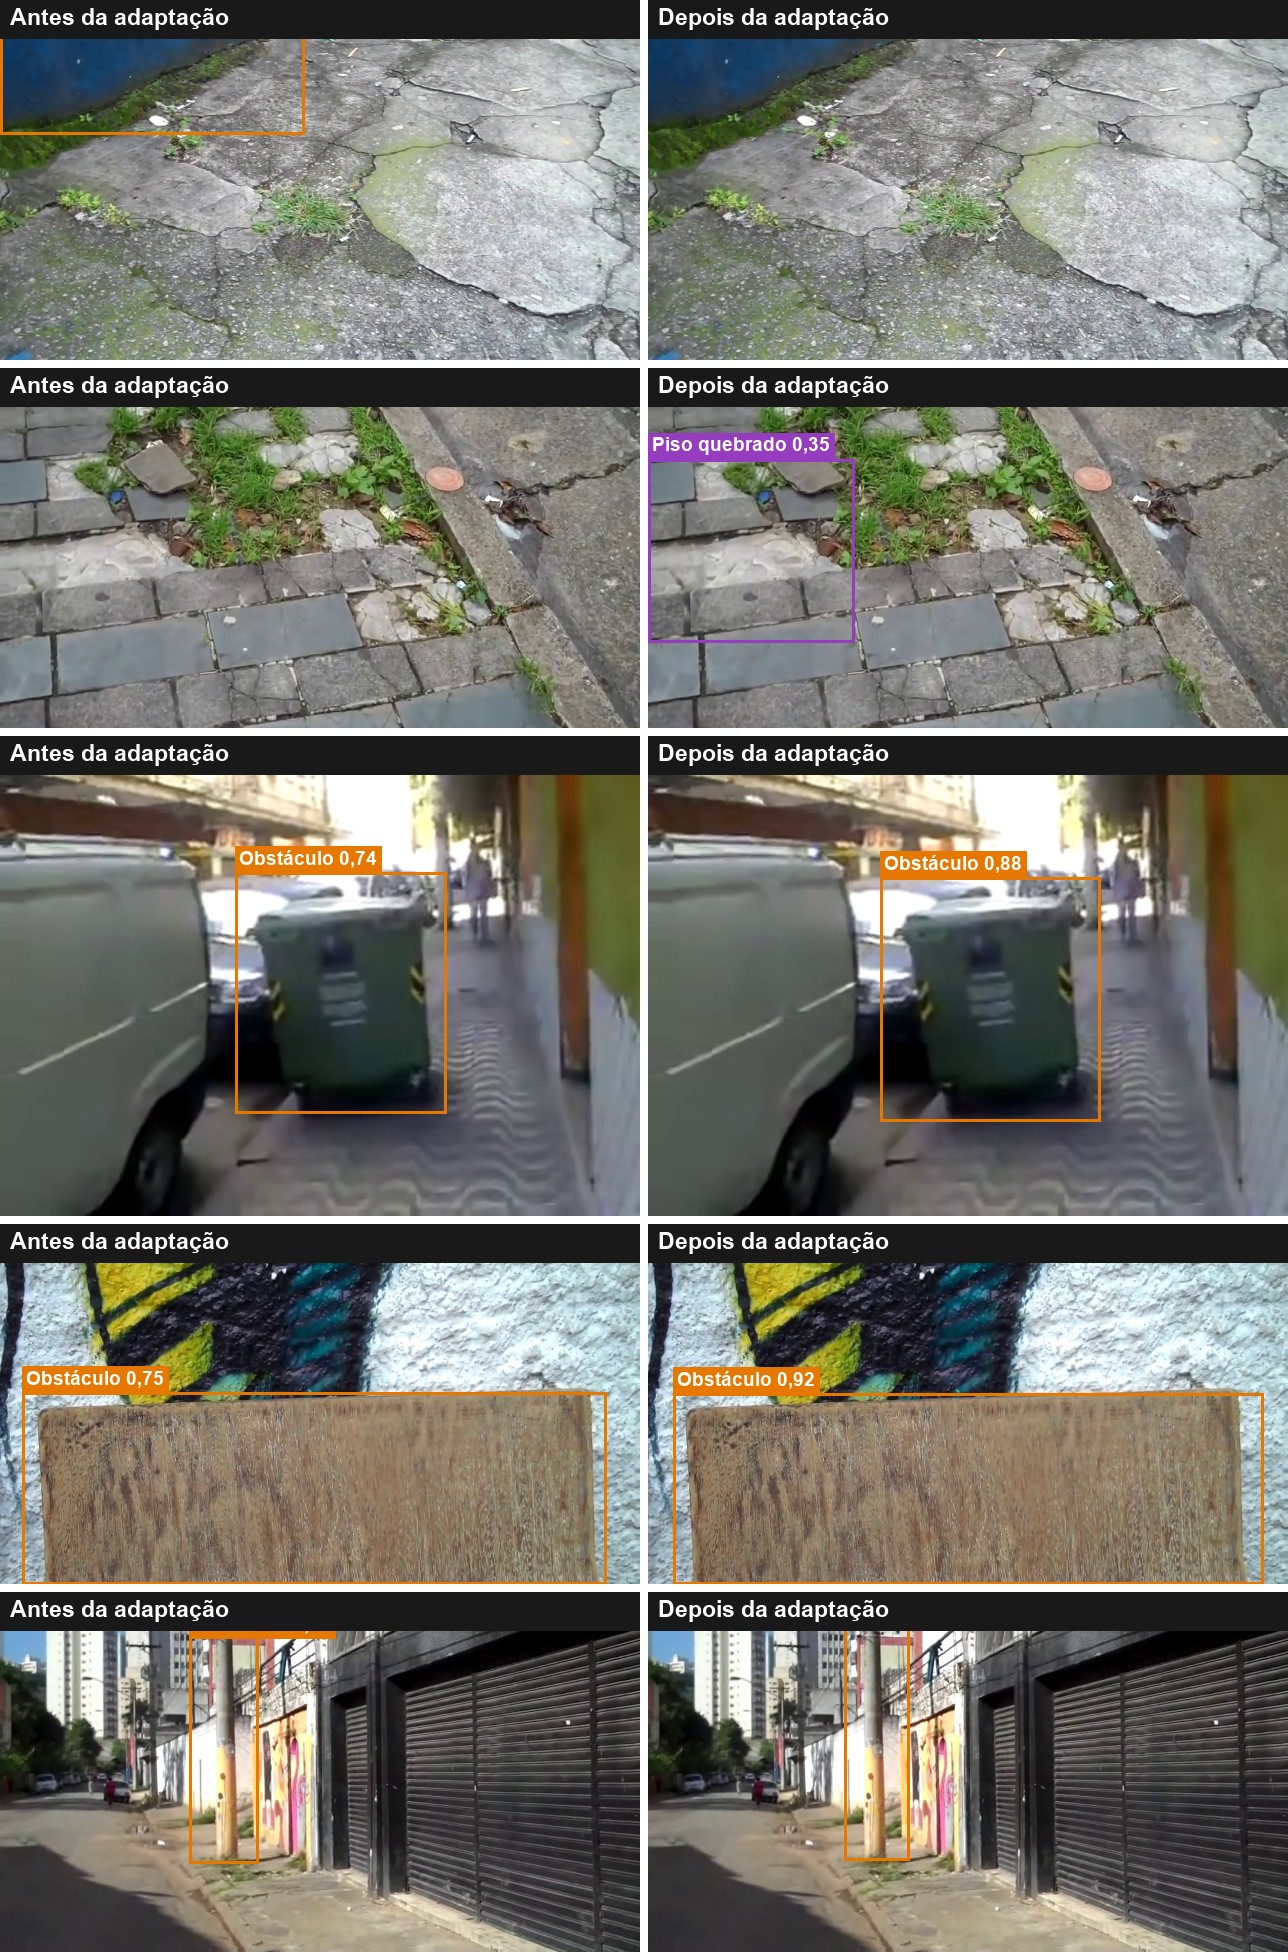 Antes da adaptação
Depois da adaptação
Antes da adaptação
Depois da adaptação
Piso quebrado 0,35
Antes da adaptação
Depois da adaptação
Obstáculo 0,74
Obstáculo 0,88
Antes da adaptação
Depois da adaptação
Obstáculo 0,75
Obstáculo 0,92
Antes da adaptação
Depois da adaptação